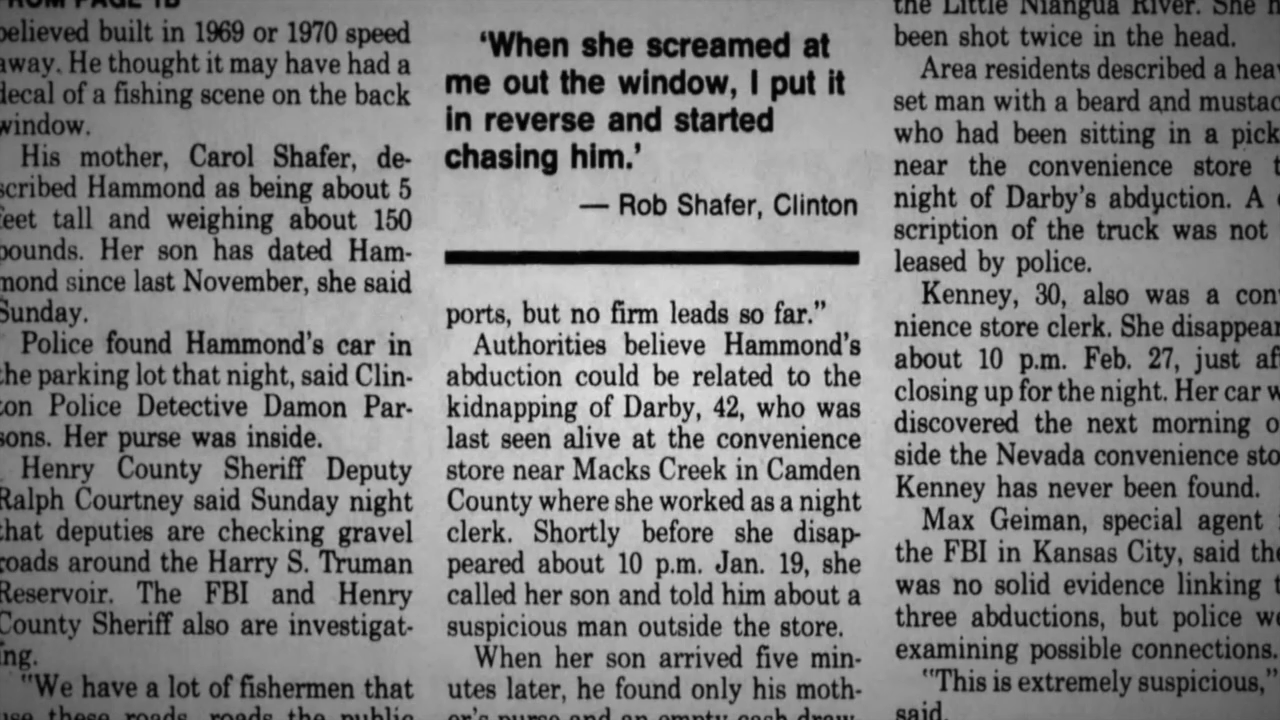 FROM PAGE 1B
believed built in 1969 or 1970 speed
away. He thought it may have had a
decal of a fishing scene on the back
window.
His mother, Carol Shafer, de-
scribed Hammond as being about 5
feet tall and weighing about 150
pounds. Her son has dated Ham-
mond since last November, she said
Sunday.
Police found Hammond's car in
the parking lot that night, said Clin-
ton Police Detective Damon Par-
sons. Her purse was inside.
Henry County Sheriff Deputy
Ralph Courtney said Sunday night
that deputies are checking gravel
roads around the Harry S. Truman
Reservoir. The FBI and Henry
County Sheriff also are investigat-
ing.
"We have a lot of fishermen that
use these roads, roads the public
'When she screamed at
me out the window, I put it
in reverse and started
chasing him.'
— Rob Shafer, Clinton
ports, but no firm leads so far."
Authorities believe Hammond's
abduction could be related to the
kidnapping of Darby, 42, who was
last seen alive at the convenience
store near Macks Creek in Camden
County where she worked as a night
clerk. Shortly before she disap-
peared about 10 p.m. Jan. 19, she
called her son and told him about a
suspicious man outside the store.
When her son arrived five min-
utes later, he found only his moth-
er's purse and an empty cash draw-
the Little Niangua River. She
been shot twice in the head.
Area residents described a
set man with a beard and
who had been sitting in a
near the convenience store
night of Darby's abduction. A
scription of the truck was not
leased by police.
Kenney, 30, also was a
nience store clerk. She
about 10 p.m. Feb. 27, just
closing up for the night. Her car
discovered the next morning
side the Nevada convenience
Kenney has never been found.
Max Geiman, special agent
the FBI in Kansas City, said
was no solid evidence linking
three abductions, but police
examining possible connections.
"This is extremely suspicious,"
said.